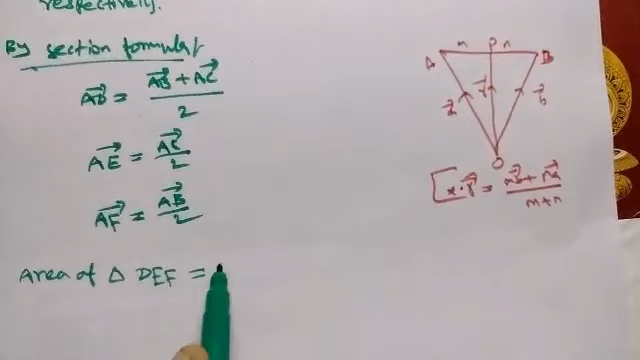 respectively.
By section formula
AD⃗ = (AB⃗ + AC⃗) / 2
AE⃗ = AC⃗ / 2
AF⃗ = AB⃗ / 2
Area of △ DEF =
m P n
A B
a⃗ r⃗ b⃗
O
r⃗ = (mb⃗ + na⃗) / (m+n)